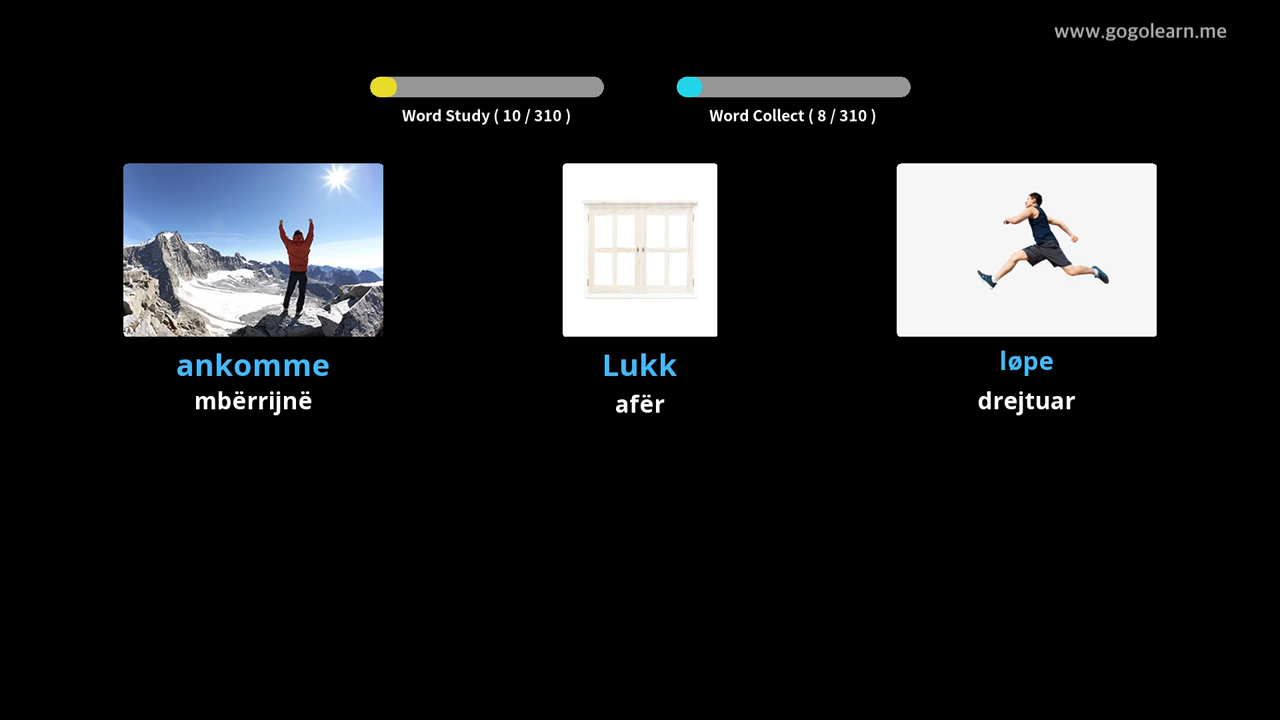 www.gogolearn.me
Word Study ( 10 / 310 )
Word Collect ( 8 / 310 )
ankomme
mbërrijnë
Lukk
afër
løpe
drejtuar